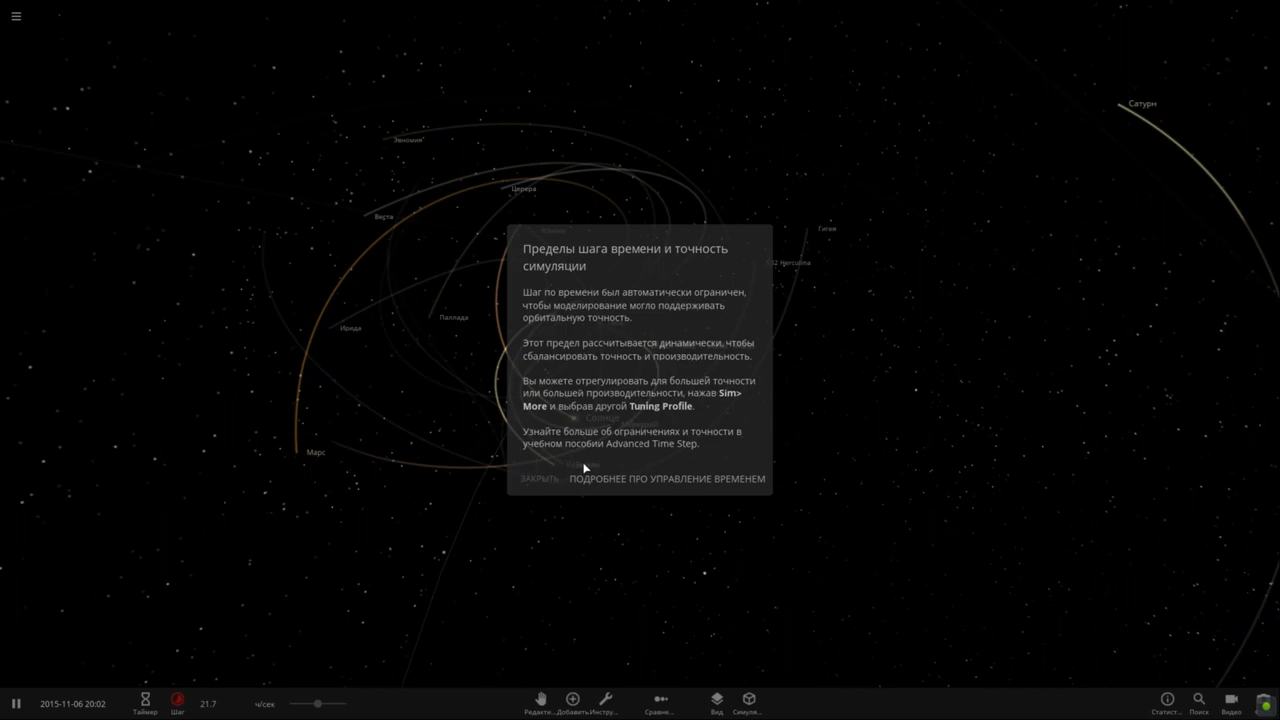 Сатурн
Эвномия
Церера
Веста
Гигея
Пределы шага времени и точность
симуляции
Шаг по времени был автоматически ограничен,
чтобы моделирование могло поддерживать
орбитальную точность.
Паллада
Ирида
Этот предел рассчитывается динамически, чтобы
сбалансировать точность и производительность.
Вы можете отрегулировать для большей точности
или большей производительности, нажав Sim>
More и выбрав другой Tuning Profile.
Солнце
Узнайте больше об ограничениях и точности в
учебном пособии Advanced Time Step.
Марс
ЗАКРЫТЬ ПОДРОБНЕЕ ПРО УПРАВЛЕНИЕ ВРЕМЕНЕМ
2015-11-06 20:02 21.7 ч/сек
Таймер Шаг Редакте... Добавить Инстру... Сравне... Вид Симуля... Статист... Поиск Видео